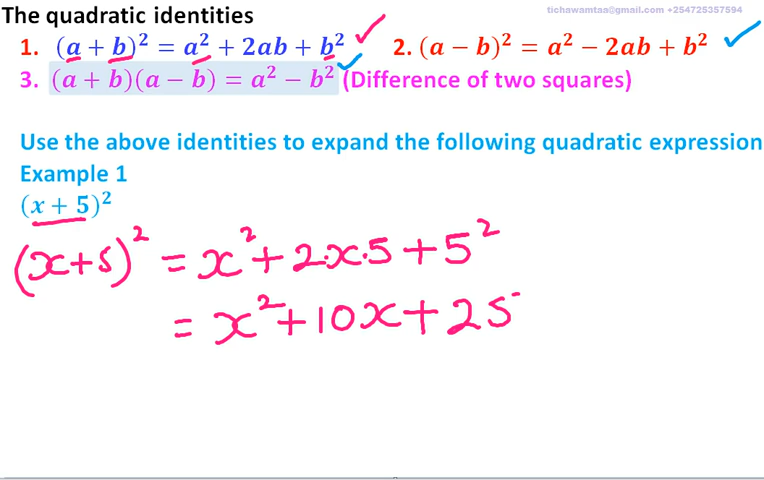 The quadratic identities
tichawamtaa@gmail.com +254725357594
1. (a + b)² = a² + 2ab + b² 2. (a − b)² = a² − 2ab + b²
3. (a + b)(a − b) = a² − b² (Difference of two squares)
Use the above identities to expand the following quadratic expression
Example 1
(x + 5)²
(x+5)² = x² + 2·x·5 + 5²
= x² + 10x + 25